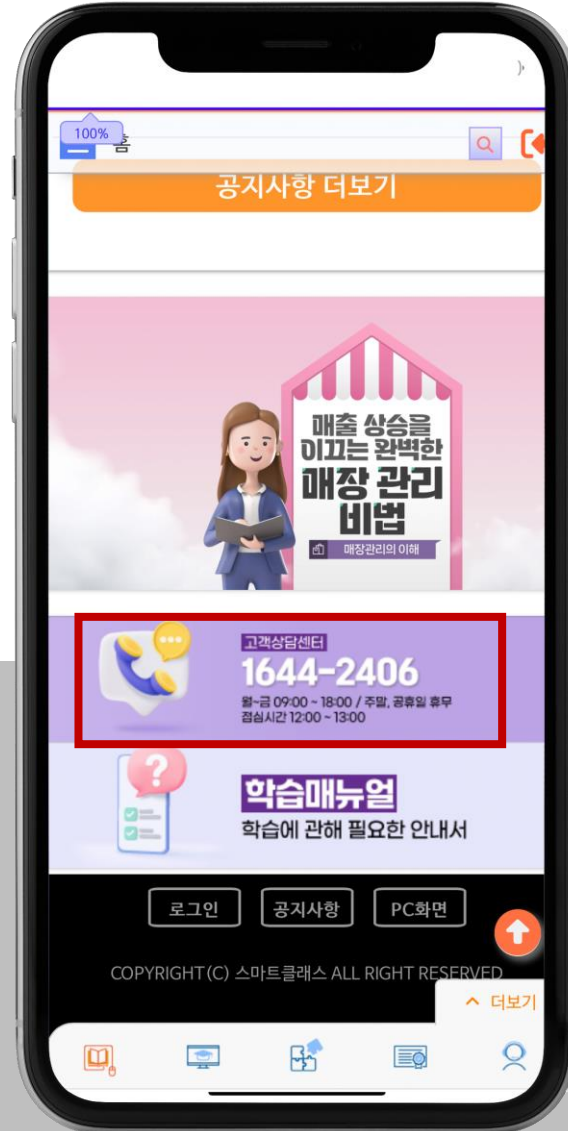 100%
홈
공지사항 더보기
매출 상승을
이끄는 완벽한
매장 관리
비법
매장관리의 이해
고객상담센터
1644-2406
월~금 09:00 ~ 18:00 / 주말, 공휴일 휴무
점심시간 12:00 ~ 13:00
?
학습매뉴얼
학습에 관해 필요한 안내서
로그인
공지사항
PC화면
COPYRIGHT(C) 스마트클래스 ALL RIGHT RESERVED
더보기